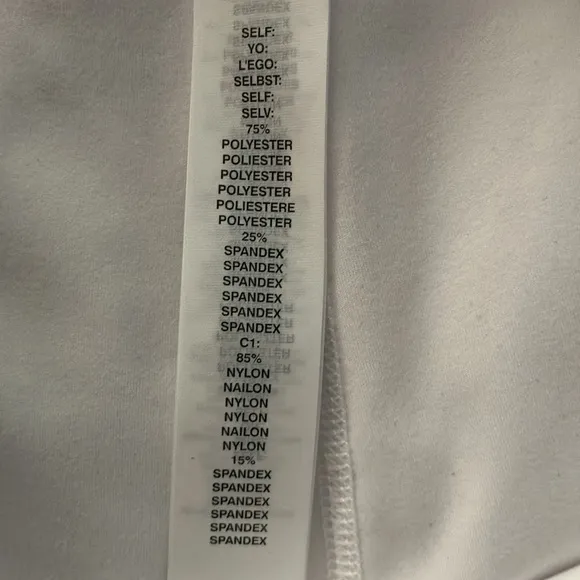 SELF:
YO:
L'EGO:
SELBST:
SELF:
SELV:
75%
POLYESTER
POLIESTER
POLYESTER
POLYESTER
POLIESTERE
POLYESTER
25%
SPANDEX
SPANDEX
SPANDEX
SPANDEX
SPANDEX
SPANDEX
C1:
85%
NYLON
NAILON
NYLON
NYLON
NAILON
NYLON
15%
SPANDEX
SPANDEX
SPANDEX
SPANDEX
SPANDEX
SPANDEX